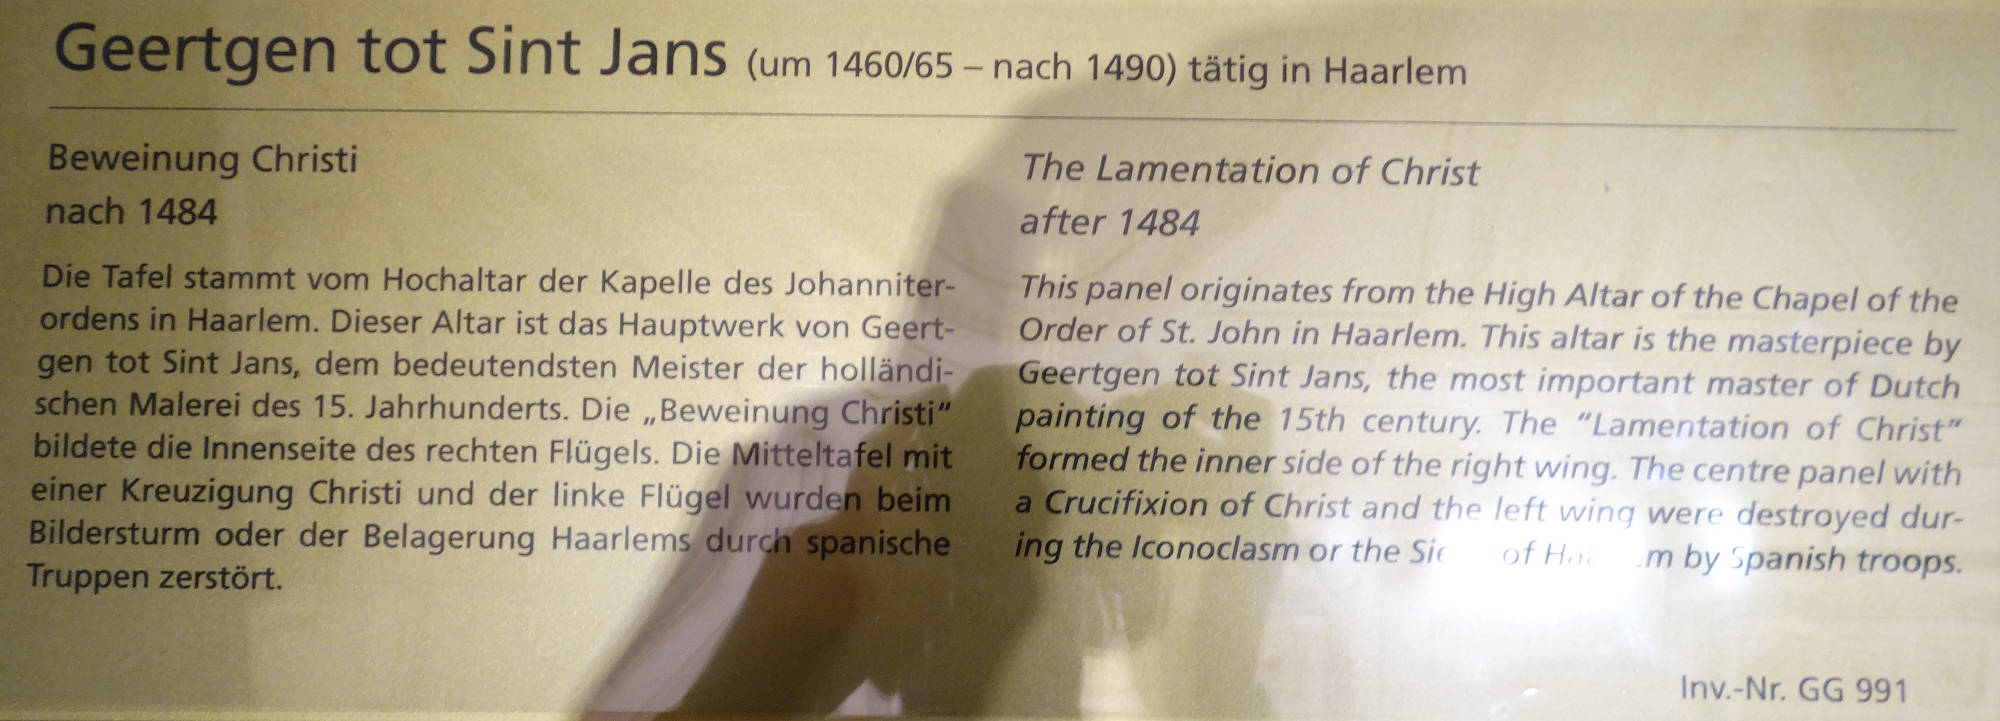 Geertgen tot Sint Jans (um 1460/65 – nach 1490) tätig in Haarlem
Beweinung Christi
nach 1484
Die Tafel stammt vom Hochaltar der Kapelle des Johanniter-
ordens in Haarlem. Dieser Altar ist das Hauptwerk von Geert-
gen tot Sint Jans, dem bedeutendsten Meister der holländi-
schen Malerei des 15. Jahrhunderts. Die „Beweinung Christi“
bildete die Innenseite des rechten Flügels. Die Mitteltafel mit
einer Kreuzigung Christi und der linke Flügel wurden beim
Bildersturm oder der Belagerung Haarlems durch spanische
Truppen zerstört.
The Lamentation of Christ
after 1484
This panel originates from the High Altar of the Chapel of the
Order of St. John in Haarlem. This altar is the masterpiece by
Geertgen tot Sint Jans, the most important master of Dutch
painting of the 15th century. The “Lamentation of Christ”
formed the inner side of the right wing. The centre panel with
a Crucifixion of Christ and the left wing were destroyed dur-
ing the Iconoclasm or the of by Spanish troops.
Inv.-Nr. GG 991